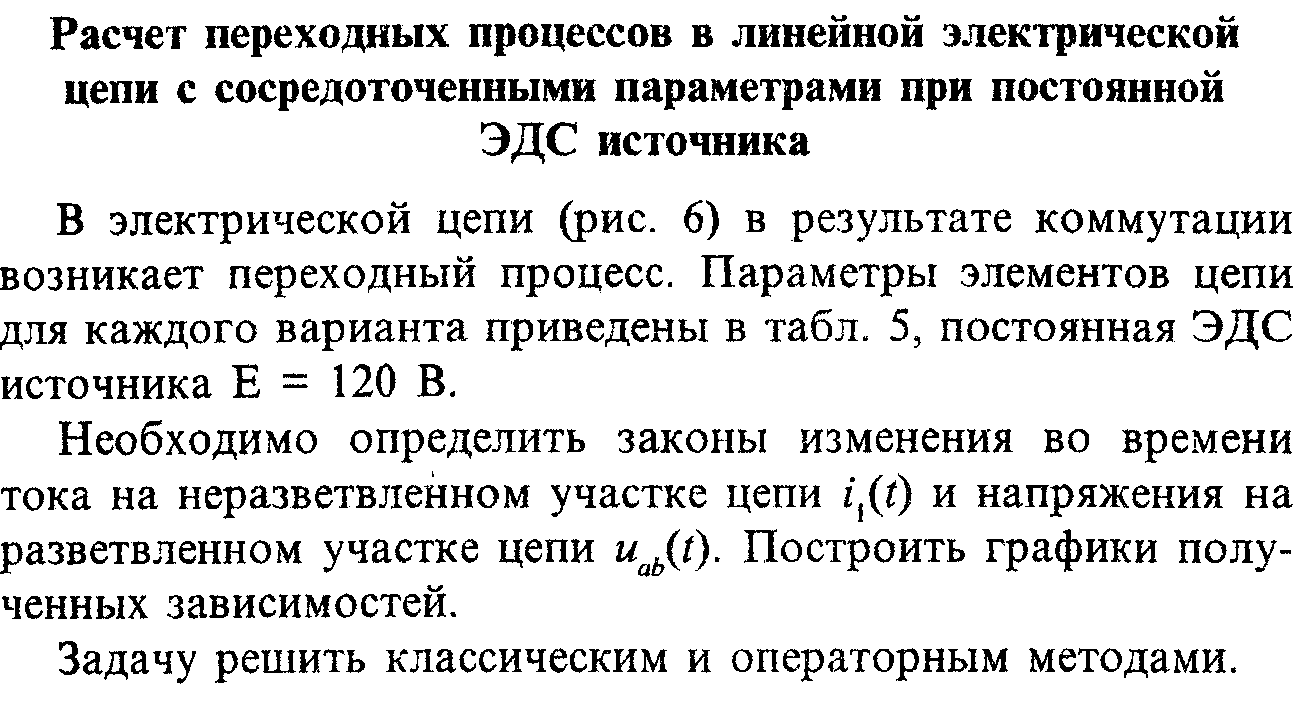 Расчет переходных процессов в линейной электрической
цепи с сосредоточенными параметрами при постоянной
ЭДС источника
В электрической цепи (рис. 6) в результате коммутации
возникает переходный процесс. Параметры элементов цепи
для каждого варианта приведены в табл. 5, постоянная ЭДС
источника E = 120 В.
Необходимо определить законы изменения во времени
тока на неразветвленном участке цепи i₁(t) и напряжения на
разветвленном участке цепи u_ab(t). Построить графики полу-
ченных зависимостей.
Задачу решить классическим и операторным методами.